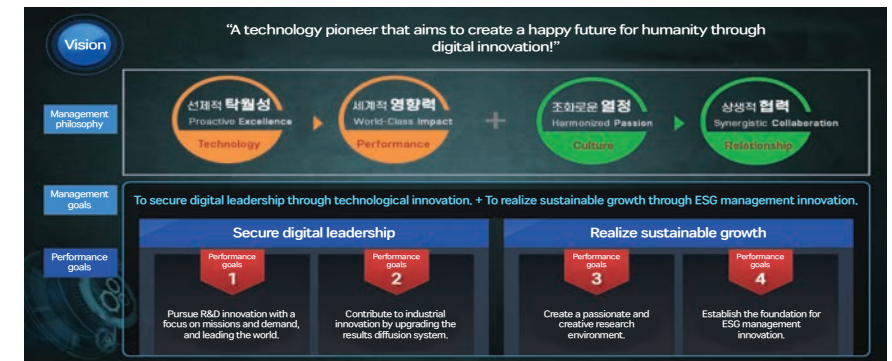 Vision
“A technology pioneer that aims to create a happy future for humanity through
digital innovation!”
Management
philosophy
선제적 탁월성
Proactive Excellence
Technology
세계적 영향력
World-Class Impact
Performance
+
조화로운 열정
Harmonized Passion
Culture
상생적 협력
Synergistic Collaboration
Relationship
Management
goals
To secure digital leadership through technological innovation. + To realize sustainable growth through ESG management innovation.
Performance
goals
Secure digital leadership
Performance
goals
1
Pursue R&D innovation with a
focus on missions and demand,
and leading the world.
Performance
goals
2
Contribute to industrial
innovation by upgrading the
results diffusion system.
Realize sustainable growth
Performance
goals
3
Create a passionate and
creative research
environment.
Performance
goals
4
Establish the foundation for
ESG management
innovation.